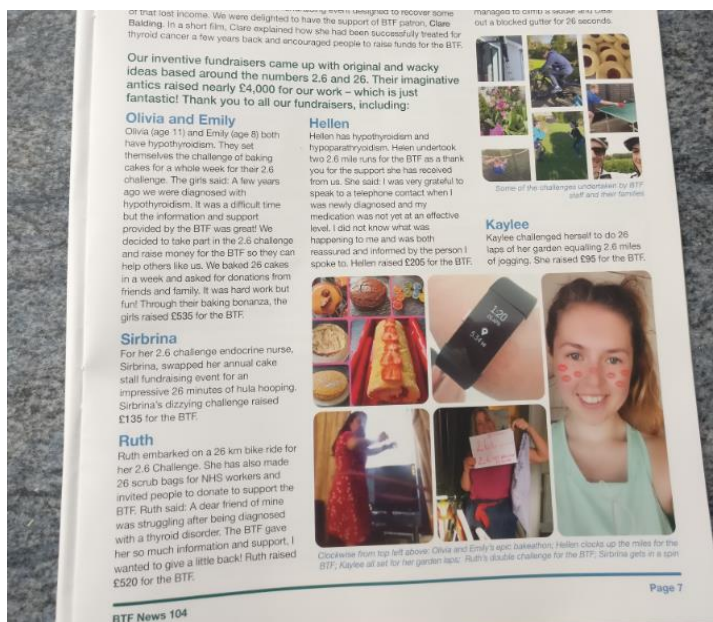 of that lost income. We were delighted to have the support of BTF patron, Clare
Balding. In a short film, Clare explained how she had been successfully treated for
thyroid cancer a few years back and encouraged people to raise funds for the BTF.
Our inventive fundraisers came up with original and wacky
ideas based around the numbers 2.6 and 26. Their imaginative
antics raised nearly £4,000 for our work – which is just
fantastic! Thank you to all our fundraisers, including:
Olivia and Emily
Olivia (age 11) and Emily (age 8) both
have hypothyroidism. They set
themselves the challenge of baking
cakes for a whole week for their 2.6
challenge. The girls said: A few years
ago we were diagnosed with
hypothyroidism. It was a difficult time
but the information and support
provided by the BTF was great! We
decided to take part in the 2.6 challenge
and raise money for the BTF so they can
help others like us. We baked 26 cakes
in a week and asked for donations from
friends and family. It was hard work but
fun! Through their baking bonanza, the
girls raised £535 for the BTF.
Sirbrina
For her 2.6 challenge endocrine nurse,
Sirbrina, swapped her annual cake
stall fundraising event for an
impressive 26 minutes of hula hooping.
Sirbrina's dizzying challenge raised
£135 for the BTF.
Ruth
Ruth embarked on a 26 km bike ride for
her 2.6 Challenge. She has also made
26 scrub bags for NHS workers and
invited people to donate to support the
BTF. Ruth said: A dear friend of mine
was struggling after being diagnosed
with a thyroid disorder. The BTF gave
her so much information and support, I
wanted to give a little back! Ruth raised
£520 for the BTF.
Hellen
Hellen has hypothyroidism and
hypoparathryoidism. Helen undertook
two 2.6 mile runs for the BTF as a thank
you for the support she has received
from us. She said: I was very grateful to
speak to a telephone contact when I
was newly diagnosed and my
medication was not yet at an effective
level. I did not know what was
happening to me and was both
reassured and informed by the person I
spoke to. Hellen raised £205 for the BTF.
managed to climb a ladder and clear
out a blocked gutter for 26 seconds.
Some of the challenges undertaken by BTF
staff and their families
Kaylee
Kaylee challenged herself to do 26
laps of her garden equalling 2.6 miles
of jogging. She raised £95 for the BTF.
1:20
Clockwise from top left above: Olivia and Emily's epic bakeathon; Hellen clocks up the miles for the
BTF; Kaylee all set for her garden laps; Ruth's double challenge for the BTF; Sirbrina gets in a spin
Page 7
BTF News 104